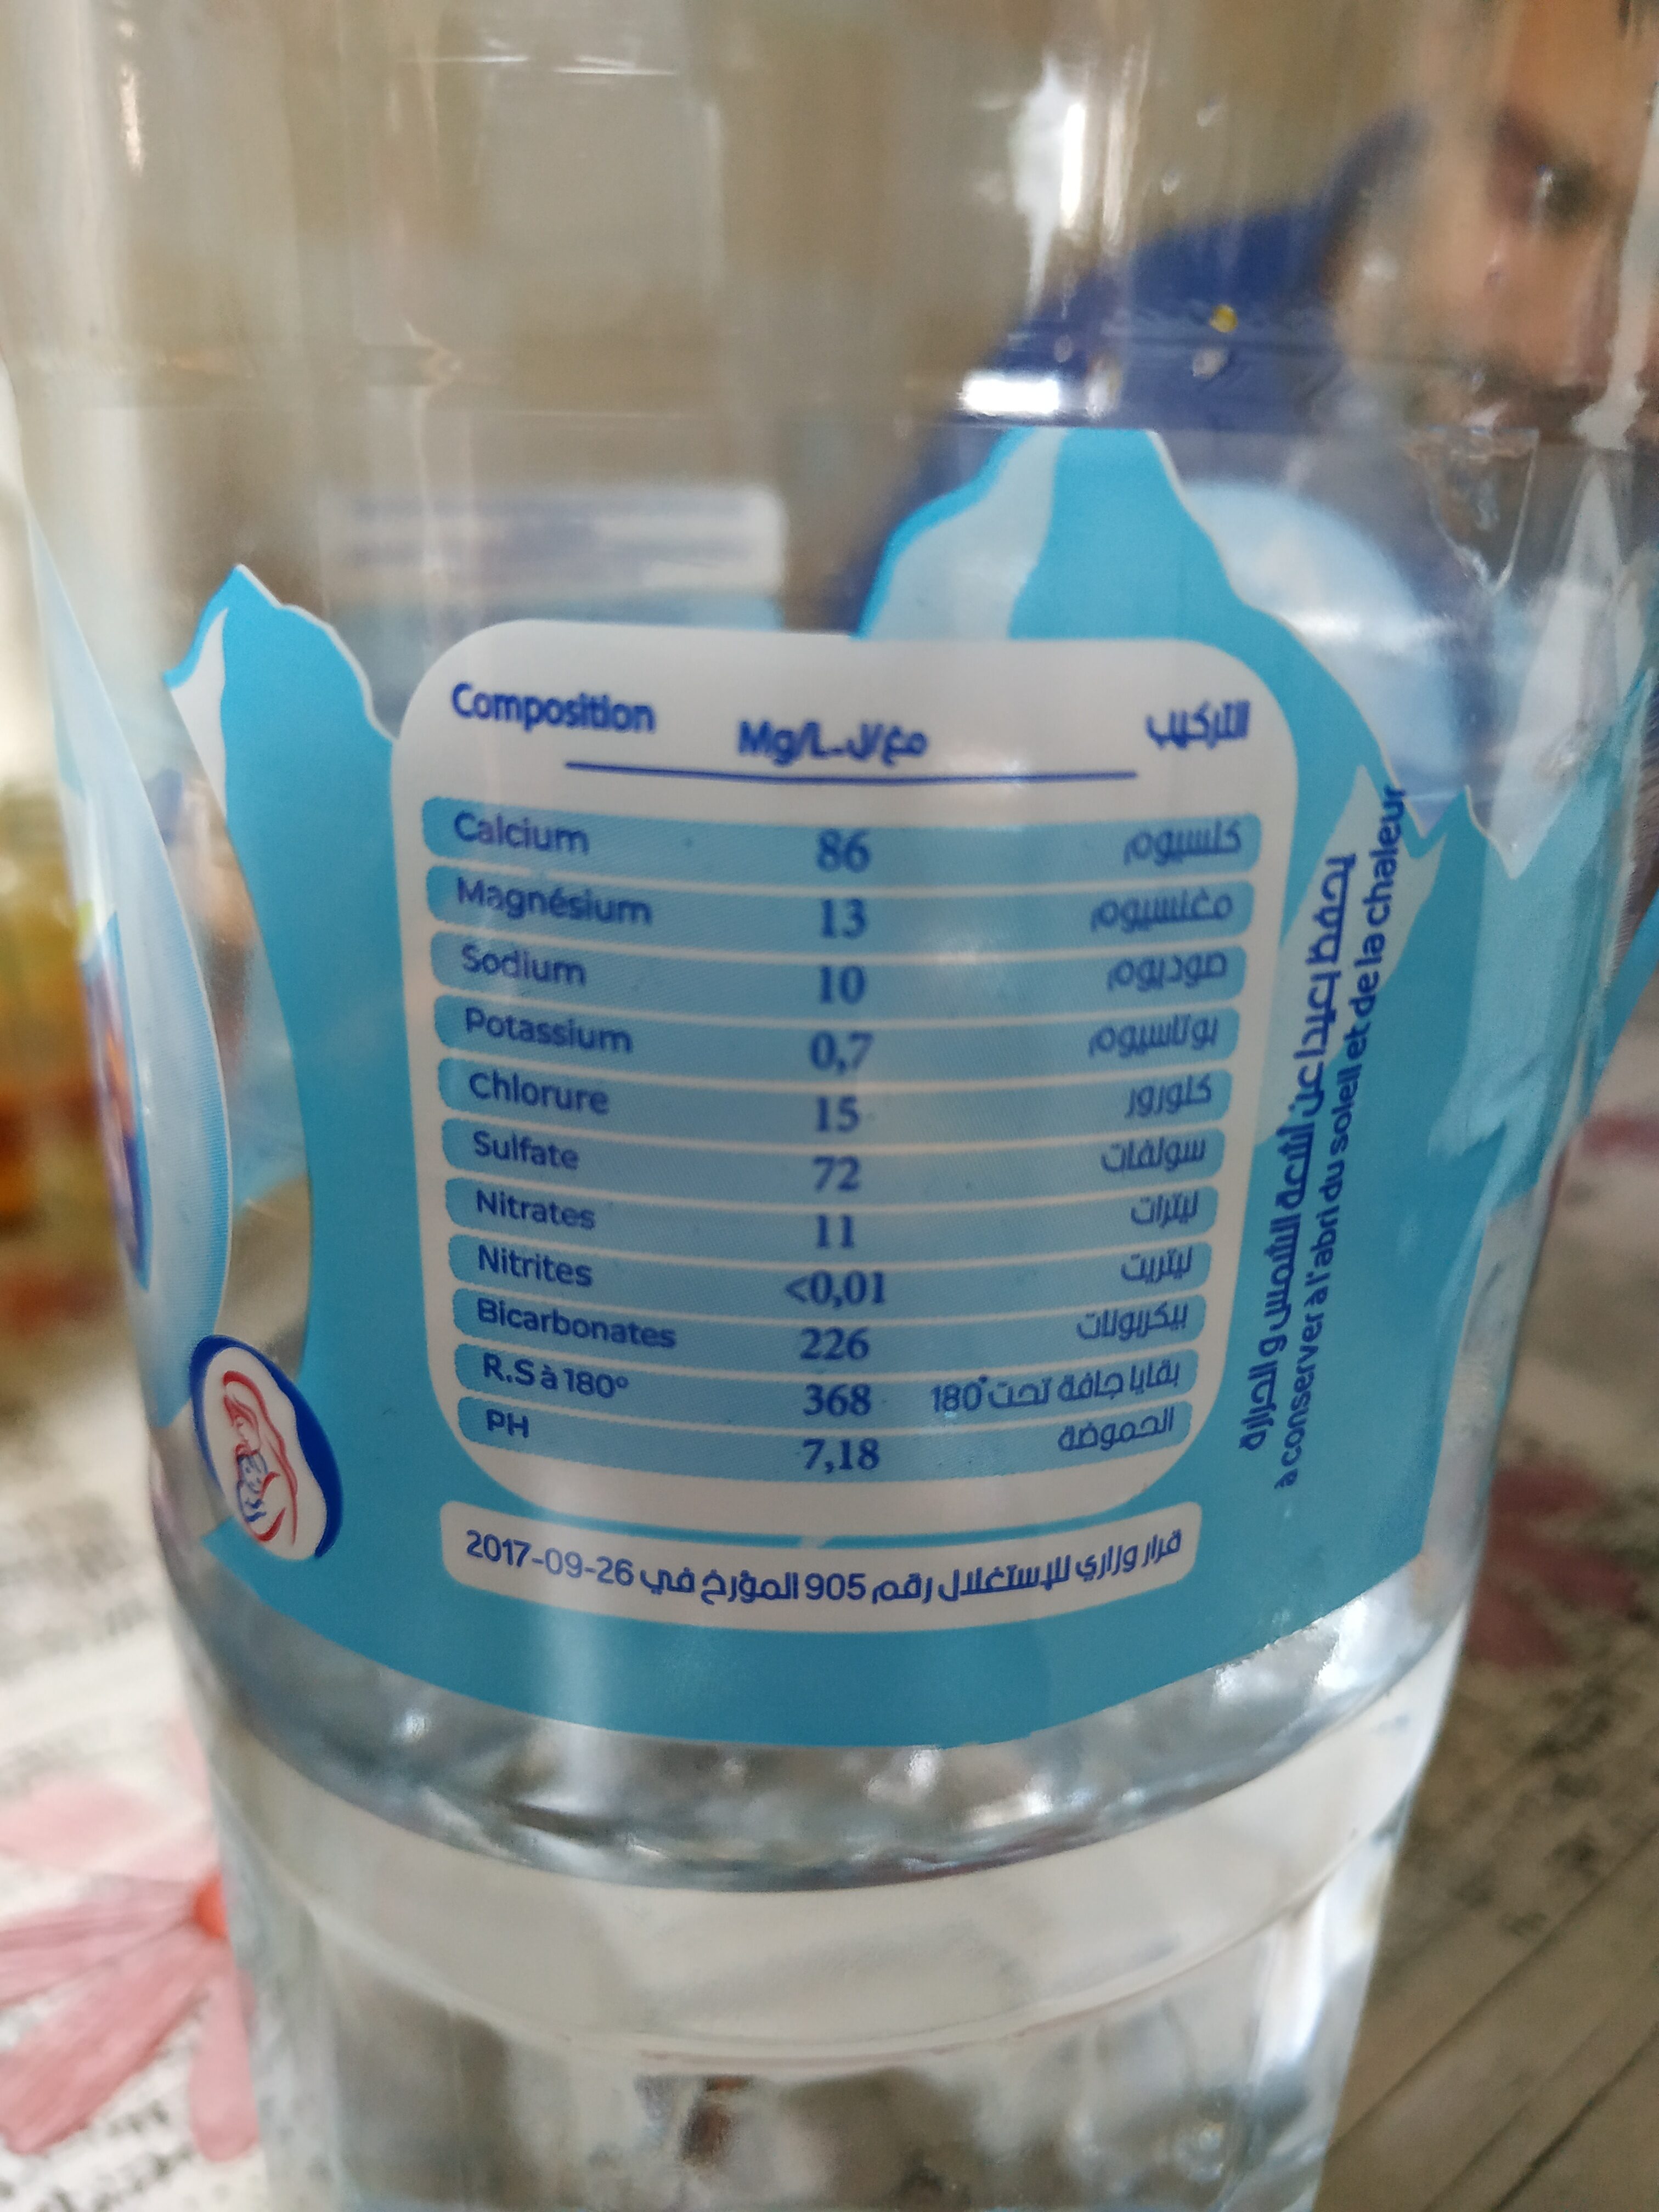 Composition Mg/L-مغ/ل التركيب
Calcium 86 كلسيوم
Magnésium 13 مغنسيوم
Sodium 10 صوديوم
Potassium 0,7 بوتاسيوم
Chlorure 15 كلورور
Sulfate 72 سولفات
Nitrates 11 نيترات
Nitrites <0,01 نيتريت
Bicarbonates 226 بيكربونات
R.S à 180° 368 بقايا جافة تحت °180
PH 7,18 الحموضة
قرار وزاري للإستغلال رقم 905 المؤرخ في 26-09-2017
يحفظ بعيدا عن أشعة الشمس و الحرارة
à conserver à l'abri du soleil et de la chaleur